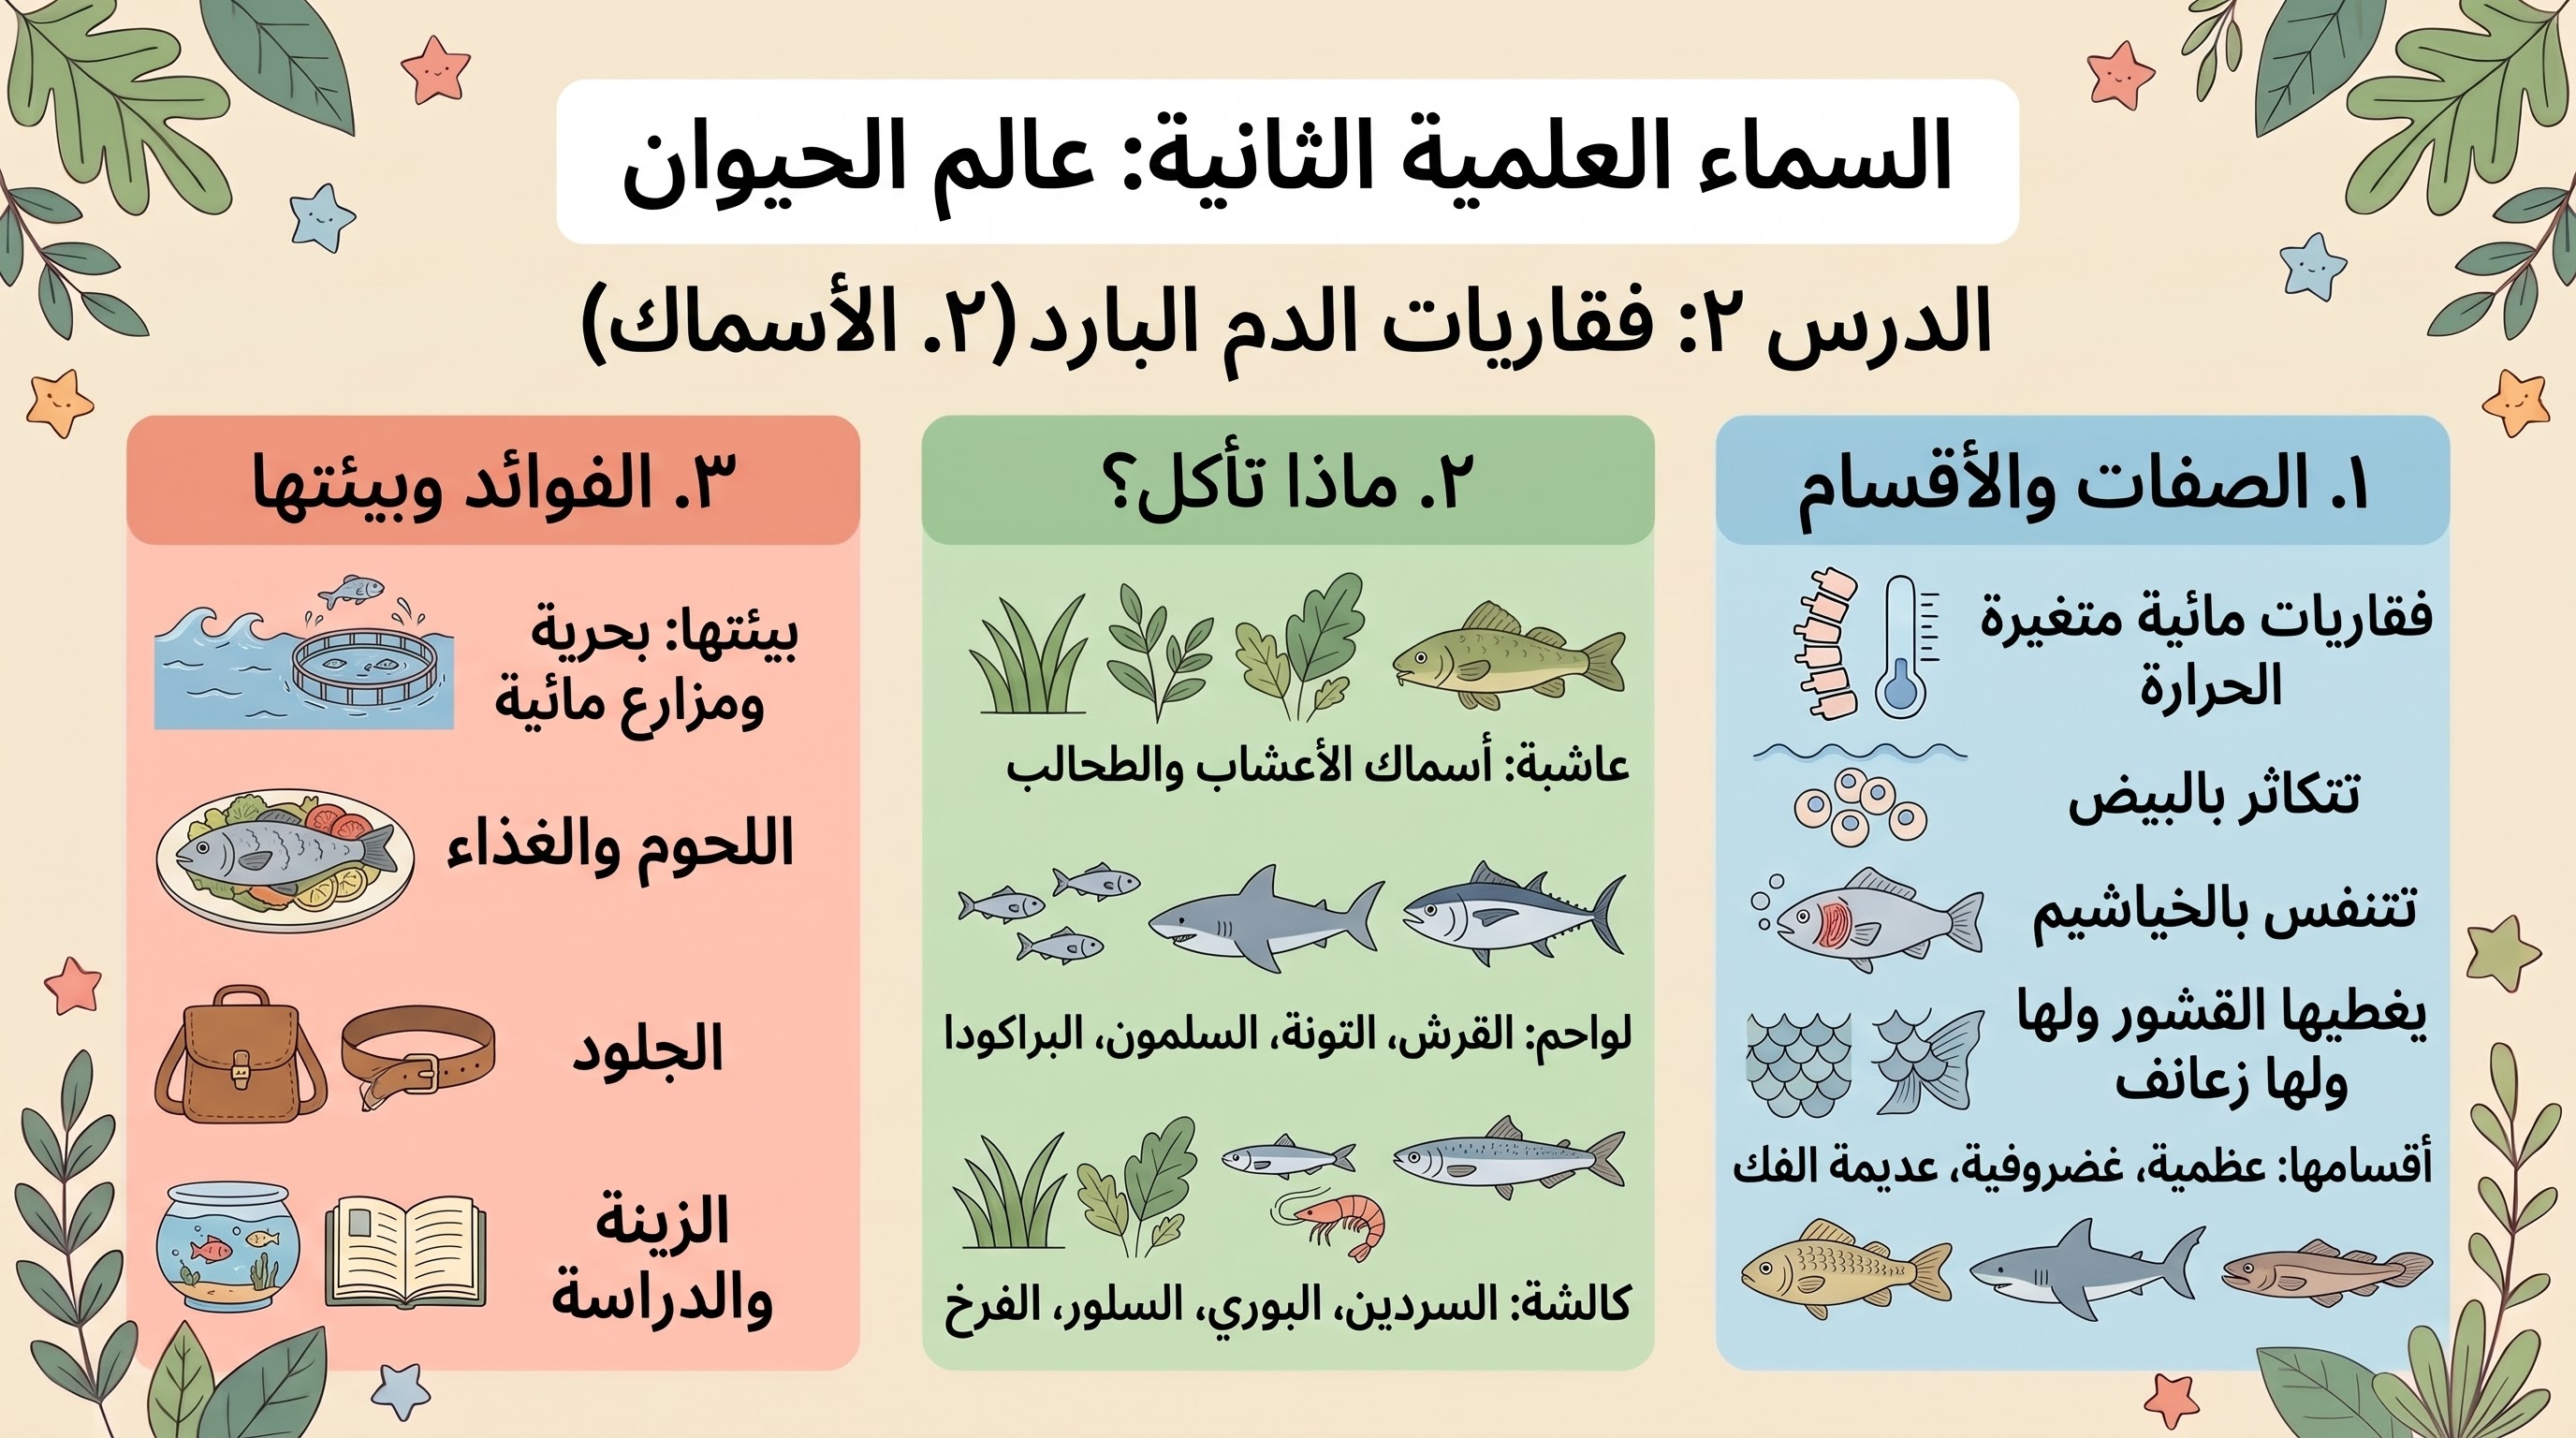 السماء العلمية الثانية: عالم الحيوان
الدرس ٢: فقاريات الدم البارد (٢. الأسماك)
١. الصفات والأقسام
فقاريات مائية متغيرة
الحرارة
تتكاثر بالبيض
تتنفس بالخياشيم
يغطيها القشور ولها
ولها زعانف
أقسامها: عظمية، غضروفية، عديمة الفك
٢. ماذا تأكل؟
عاشبة: أسماك الأعشاب والطحالب
لواحم: القرش، التونة، السلمون، البراكودا
كالشة: السردين، البوري، السلور، الفرخ
٣. الفوائد وبيئتها
بيئتها: بحرية
ومزارع مائية
اللحوم والغذاء
الجلود
الزينة
والدراسة